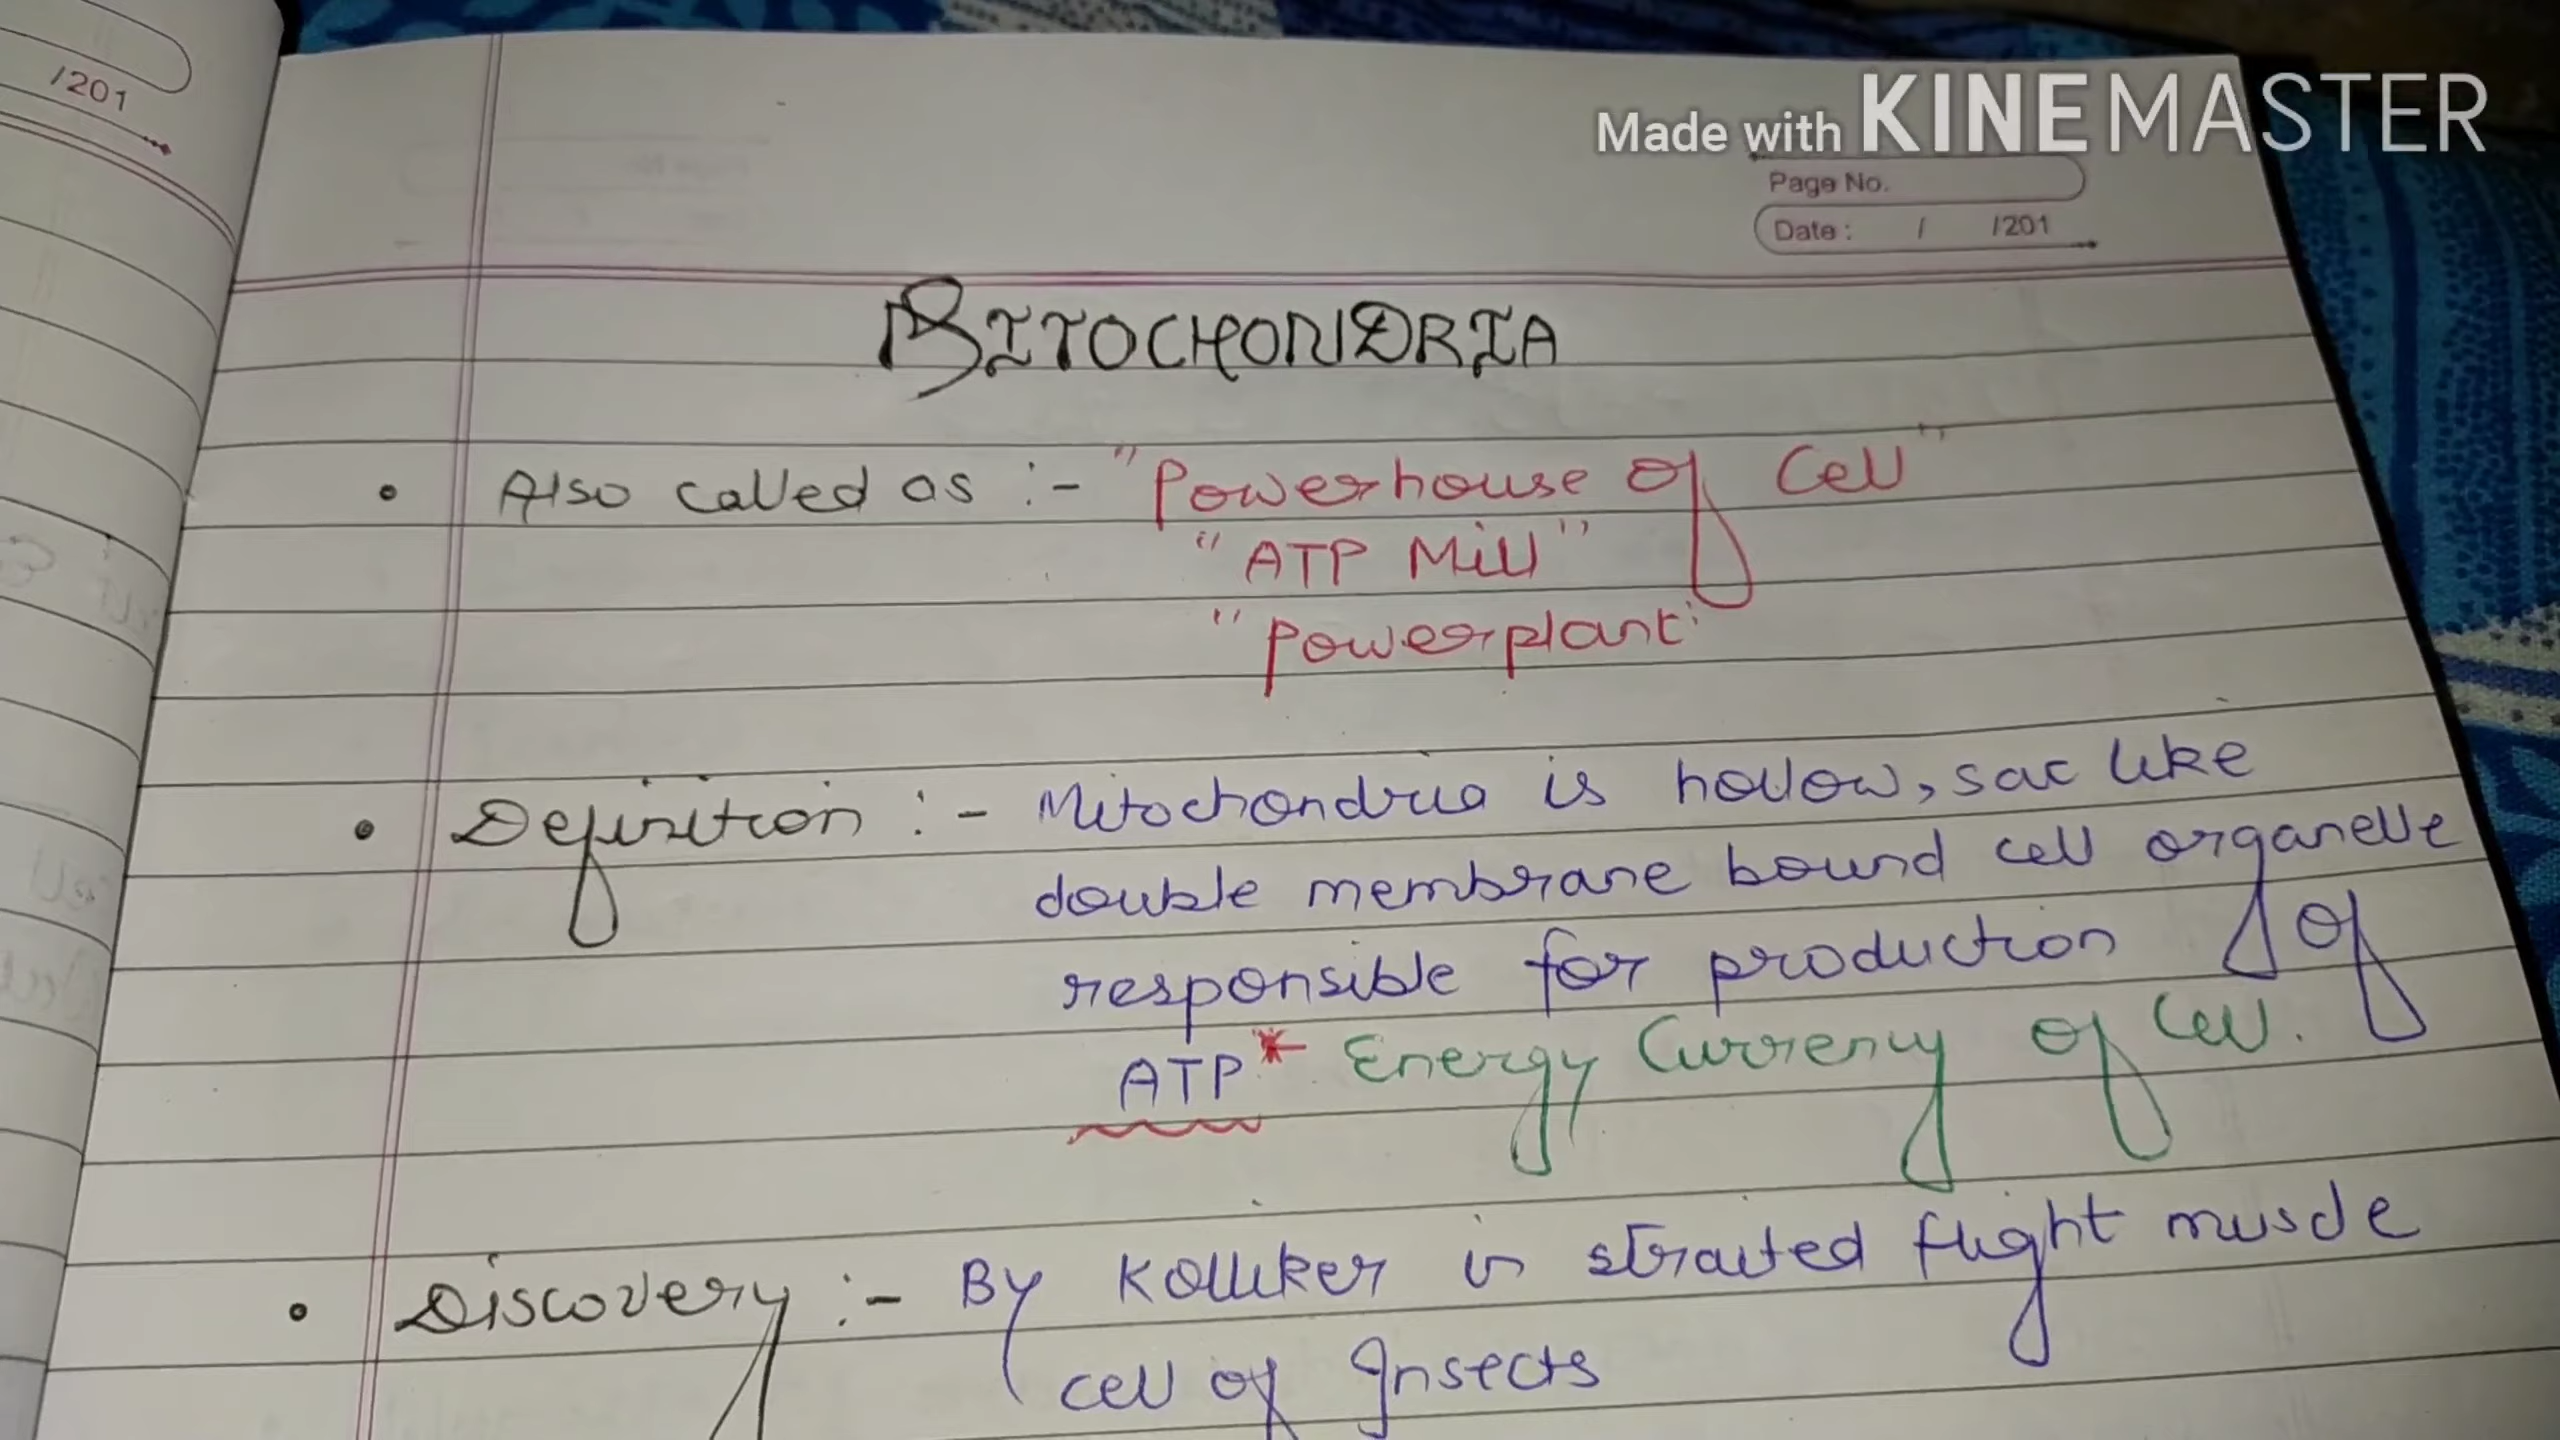 /201
Made with KINEMASTER
Page No.
Date : / /201
MITOCHONDRIA
• Also called as :- "Powerhouse of Cell"
"ATP Mill"
"Powerplant"
• Definition :- Mitochondria is hollow, sac like
double membrane bound cell organelle
responsible for production of
ATP * Energy Currency of Cell.
• Discovery :- By Kolliker in straited flight muscle
cell of Insects